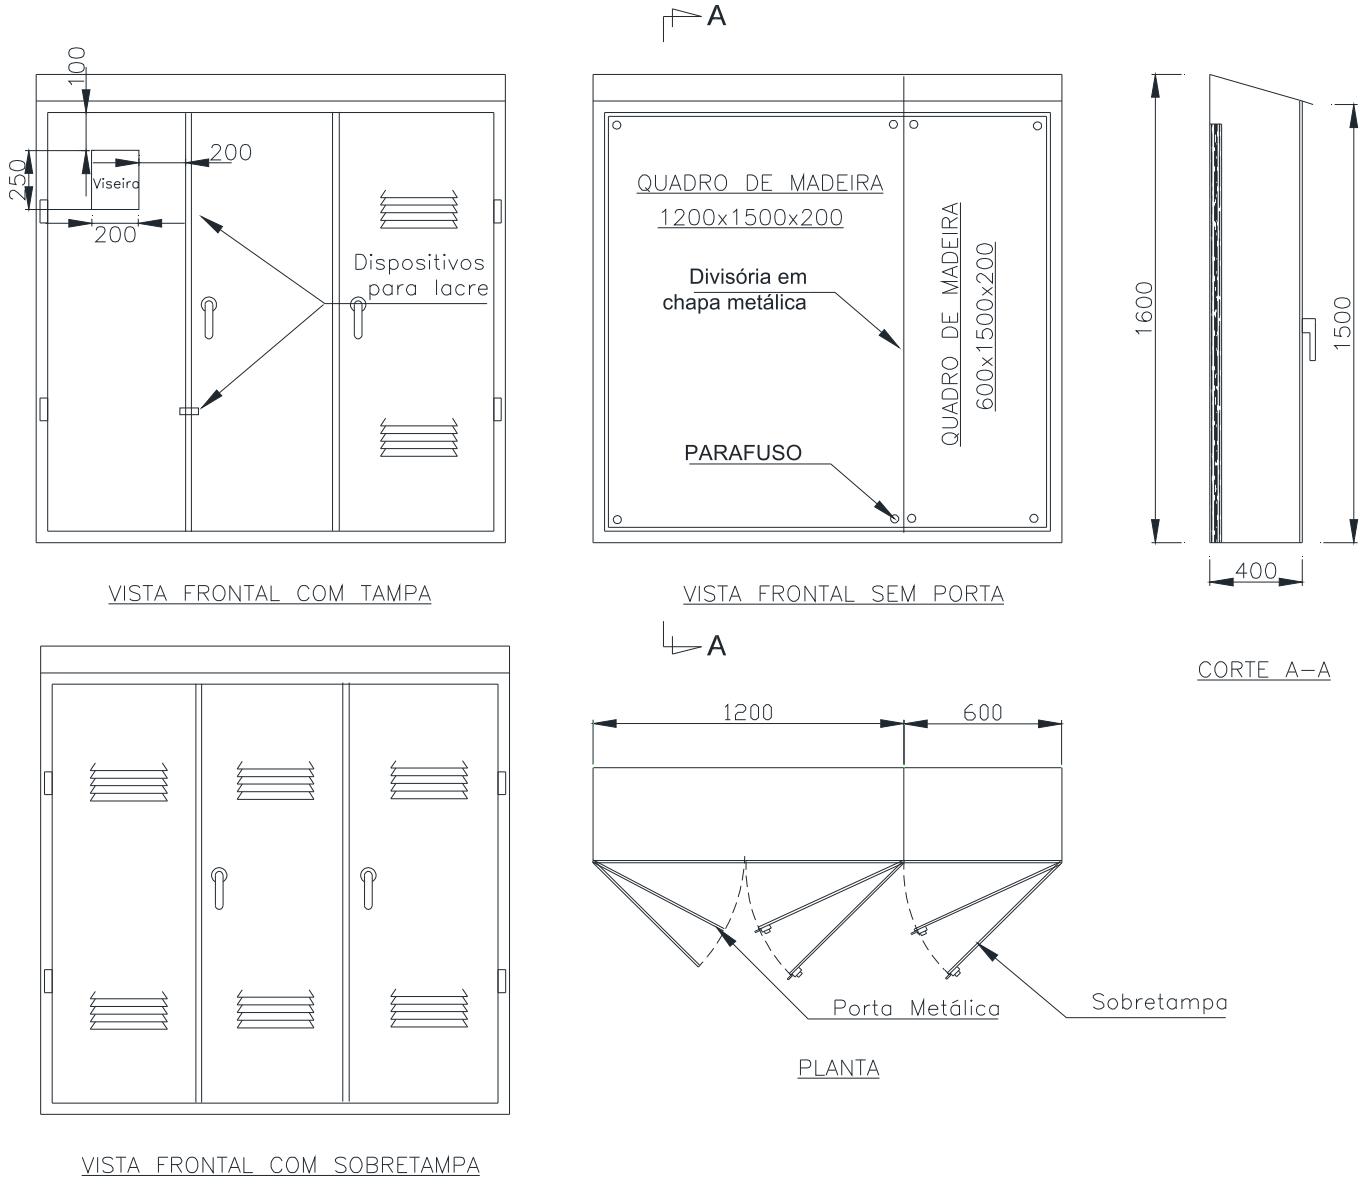 A
100
250
Viseira
200
200
Dispositivos
para lacre
VISTA FRONTAL COM TAMPA
QUADRO DE MADEIRA
1200x1500x200
Divisória em
chapa metálica
QUADRO DE MADEIRA
600x1500x200
PARAFUSO
VISTA FRONTAL SEM PORTA
1600
1500
400
A
CORTE A-A
1200
600
Porta Metálica
Sobretampa
PLANTA
VISTA FRONTAL COM SOBRETAMPA